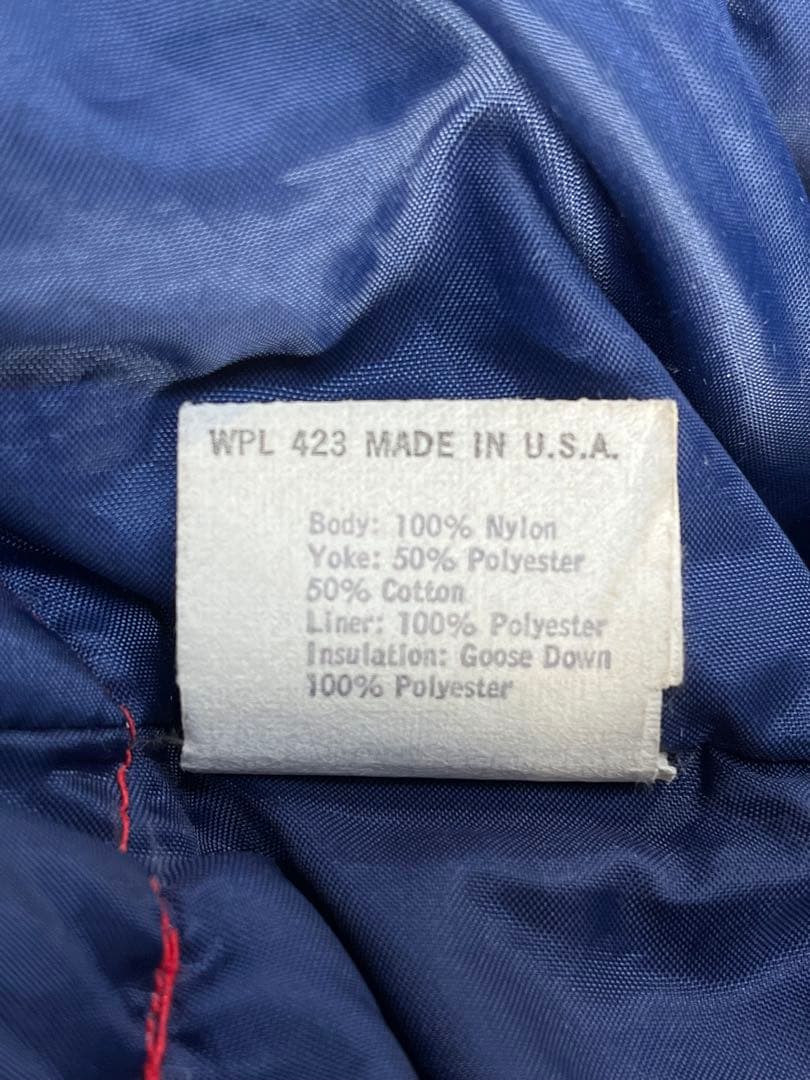 WPL 423 MADE IN U.S.A.
Body: 100% Nylon
Yoke: 50% Polyester
50% Cotton
Liner: 100% Polyester
Insulation: Goose Down
100% Polyester